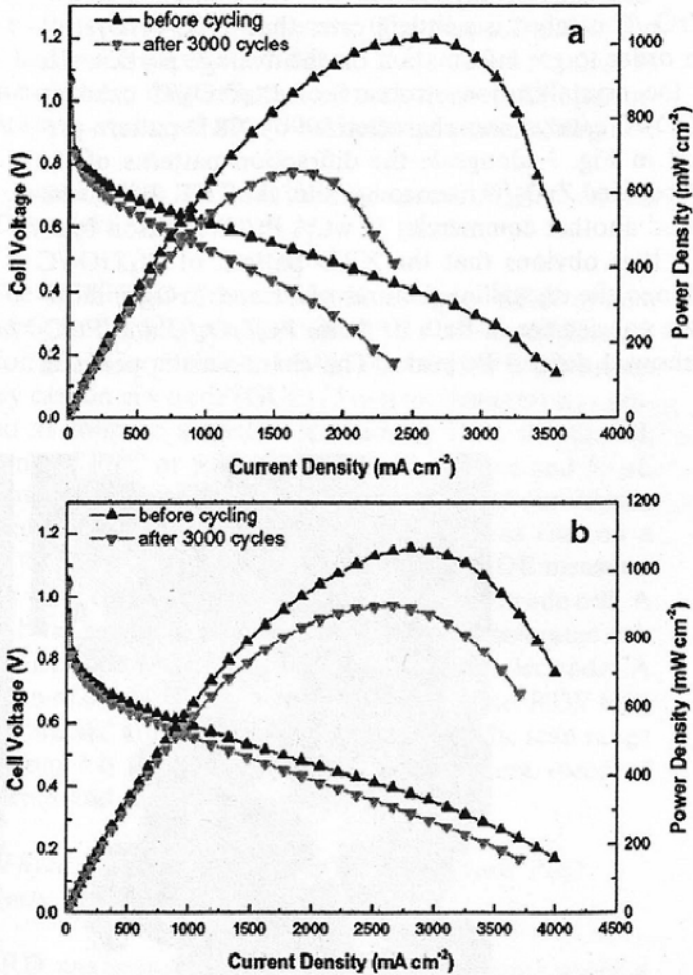 before cycling
after 3000 cycles
a
1.2
1.0
0.8
0.6
0.4
0.2
0.0
Cell Voltage (V)
1000
800
600
400
200
0
Power Density (mW cm-2)
0 500 1000 1500 2000 2500 3000 3500 4000
Current Density (mA cm-2)
before cycling
after 3000 cycles
b
1.2
1.0
0.8
0.6
0.4
0.2
0.0
Cell Voltage (V)
1200
1000
800
600
400
200
0
Power Density (mW cm-2)
0 500 1000 1500 2000 2500 3000 3500 4000
Current Density (mA cm-2)